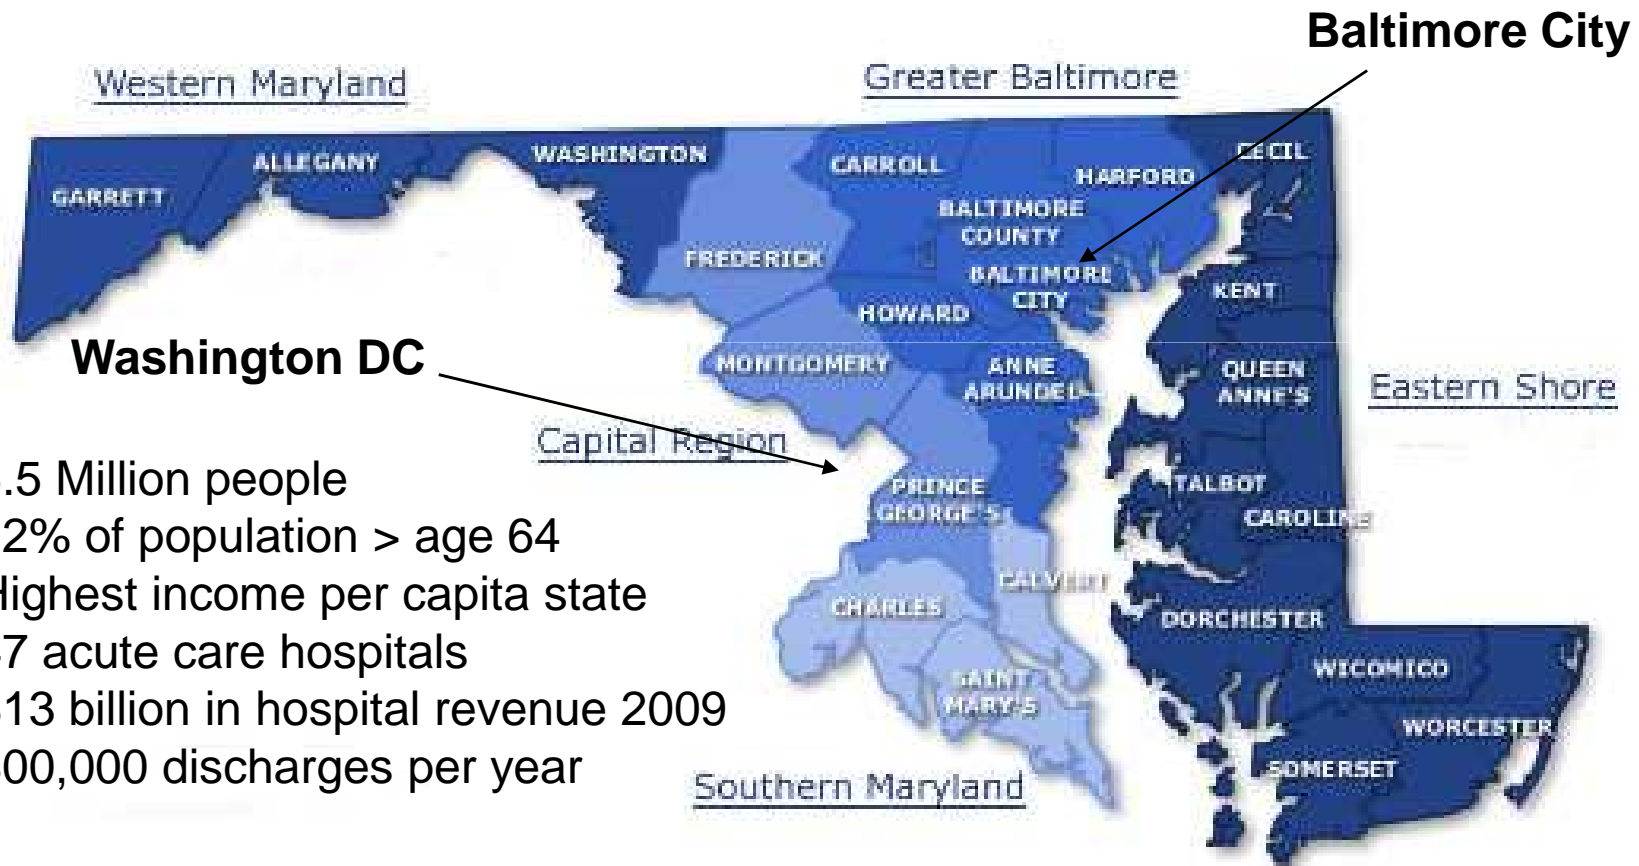 Baltimore City
Western Maryland
Greater Baltimore
GARRETT
ALLEGANY
WASHINGTON
CARROLL
HARFORD
CECIL
BALTIMORE
COUNTY
FREDERICK
BALTIMORE
CITY
KENT
HOWARD
Washington DC
MONTGOMERY
ANNE
ARUNDEL
QUEEN
ANNE'S
Eastern Shore
Capital Region
.5 Million people
2% of population > age 64
Highest income per capita state
7 acute care hospitals
13 billion in hospital revenue 2009
00,000 discharges per year
PRINCE
GEORGE'S
TALBOT
CAROLINE
CALVERT
CHARLES
DORCHESTER
SAINT
MARY'S
WICOMICO
WORCESTER
SOMERSET
Southern Maryland